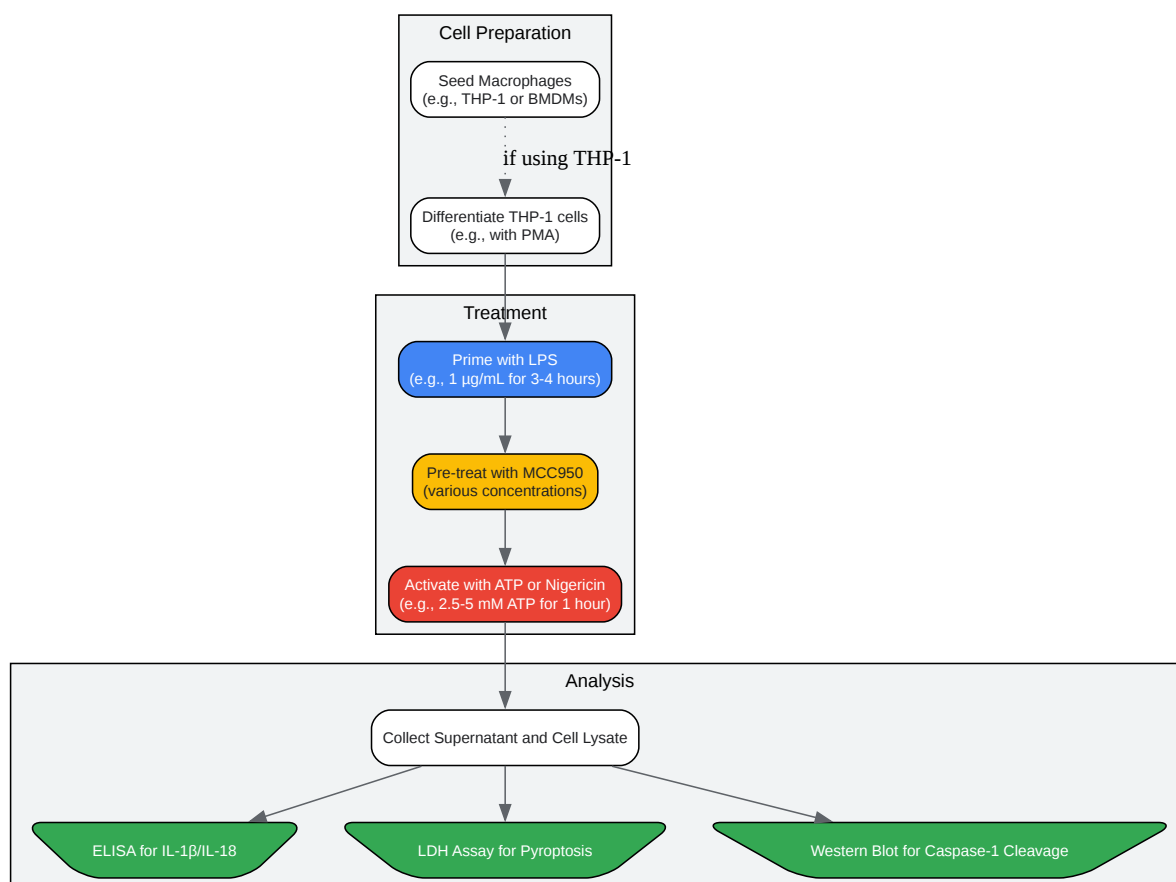 Cell Preparation
Seed Macrophages
(e.g., THP-1 or BMDMs)
if using THP-1
Differentiate THP-1 cells
(e.g., with PMA)
Treatment
Prime with LPS
(e.g., 1 µg/mL for 3-4 hours)
Pre-treat with MCC950
(various concentrations)
Activate with ATP or Nigericin
(e.g., 2.5-5 mM ATP for 1 hour)
Analysis
Collect Supernatant and Cell Lysate
ELISA for IL-1β/IL-18
LDH Assay for Pyroptosis
Western Blot for Caspase-1 Cleavage